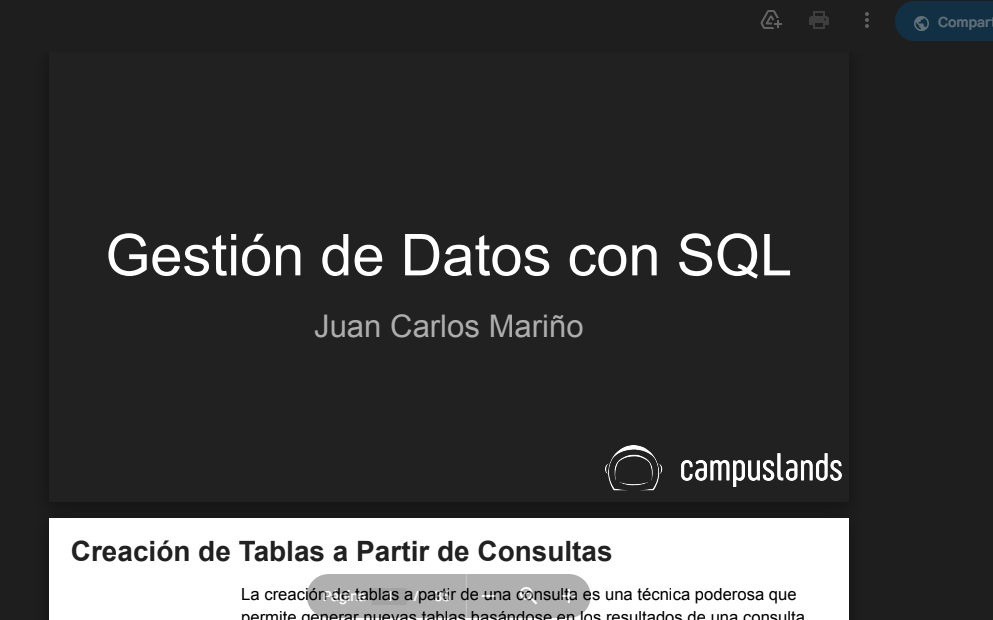 Compart
Gestión de Datos con SQL
Juan Carlos Mariño
campuslands
Creación de Tablas a Partir de Consultas
La creación de tablas a partir de una consulta es una técnica poderosa que
permite generar nuevas tablas basándose en los resultados de una consulta
Página